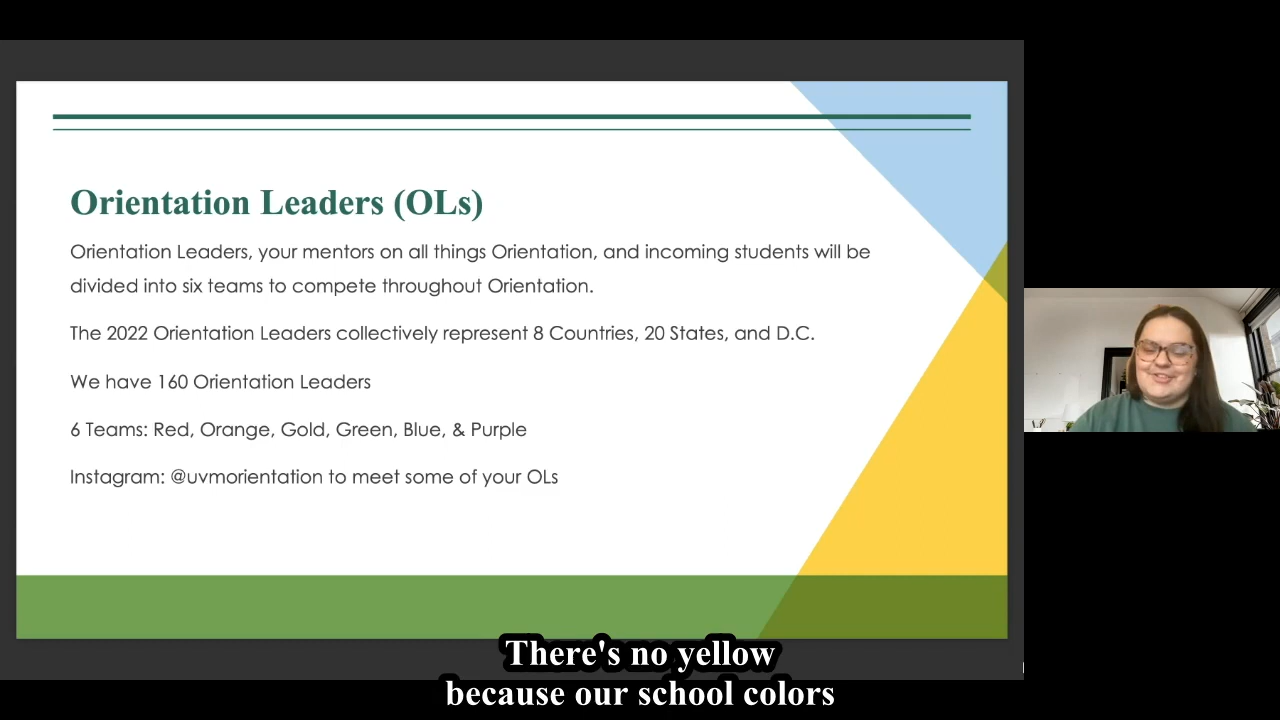 Orientation Leaders (OLs)
Orientation Leaders, your mentors on all things Orientation, and incoming students will be
divided into six teams to compete throughout Orientation.
The 2022 Orientation Leaders collectively represent 8 Countries, 20 States, and D.C.
We have 160 Orientation Leaders
6 Teams: Red, Orange, Gold, Green, Blue, & Purple
Instagram: @uvmorientation to meet some of your OLs
There's no yellow
because our school colors